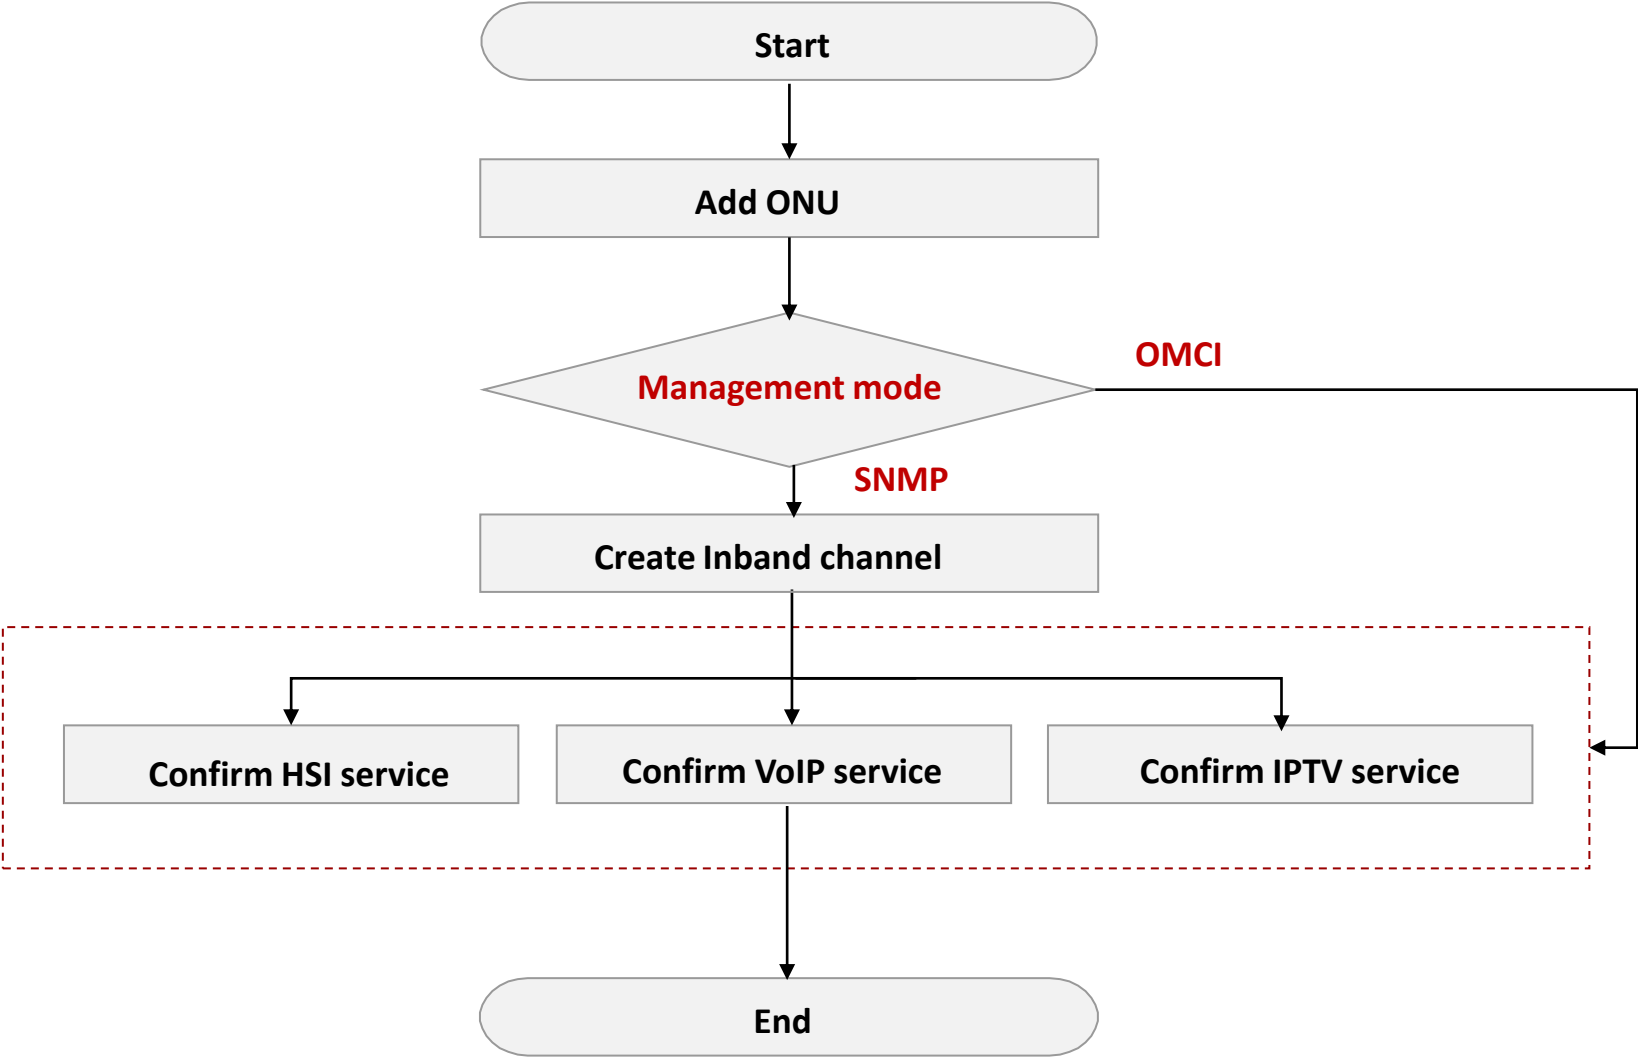 Start
Add ONU
OMCI
Management mode
SNMP
Create Inband channel
Confirm HSI service
Confirm VoIP service
Confirm IPTV service
End